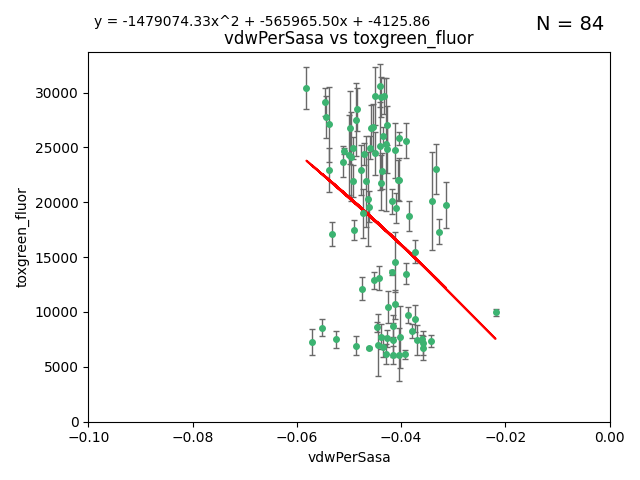 y = -1479074.33x^2 + -565965.50x + -4125.86
N = 84
vdwPerSasa vs toxgreen_fluor
30000
25000
20000
15000
10000
5000
0
toxgreen_fluor
−0.10
−0.08
−0.06
−0.04
−0.02
0.00
vdwPerSasa